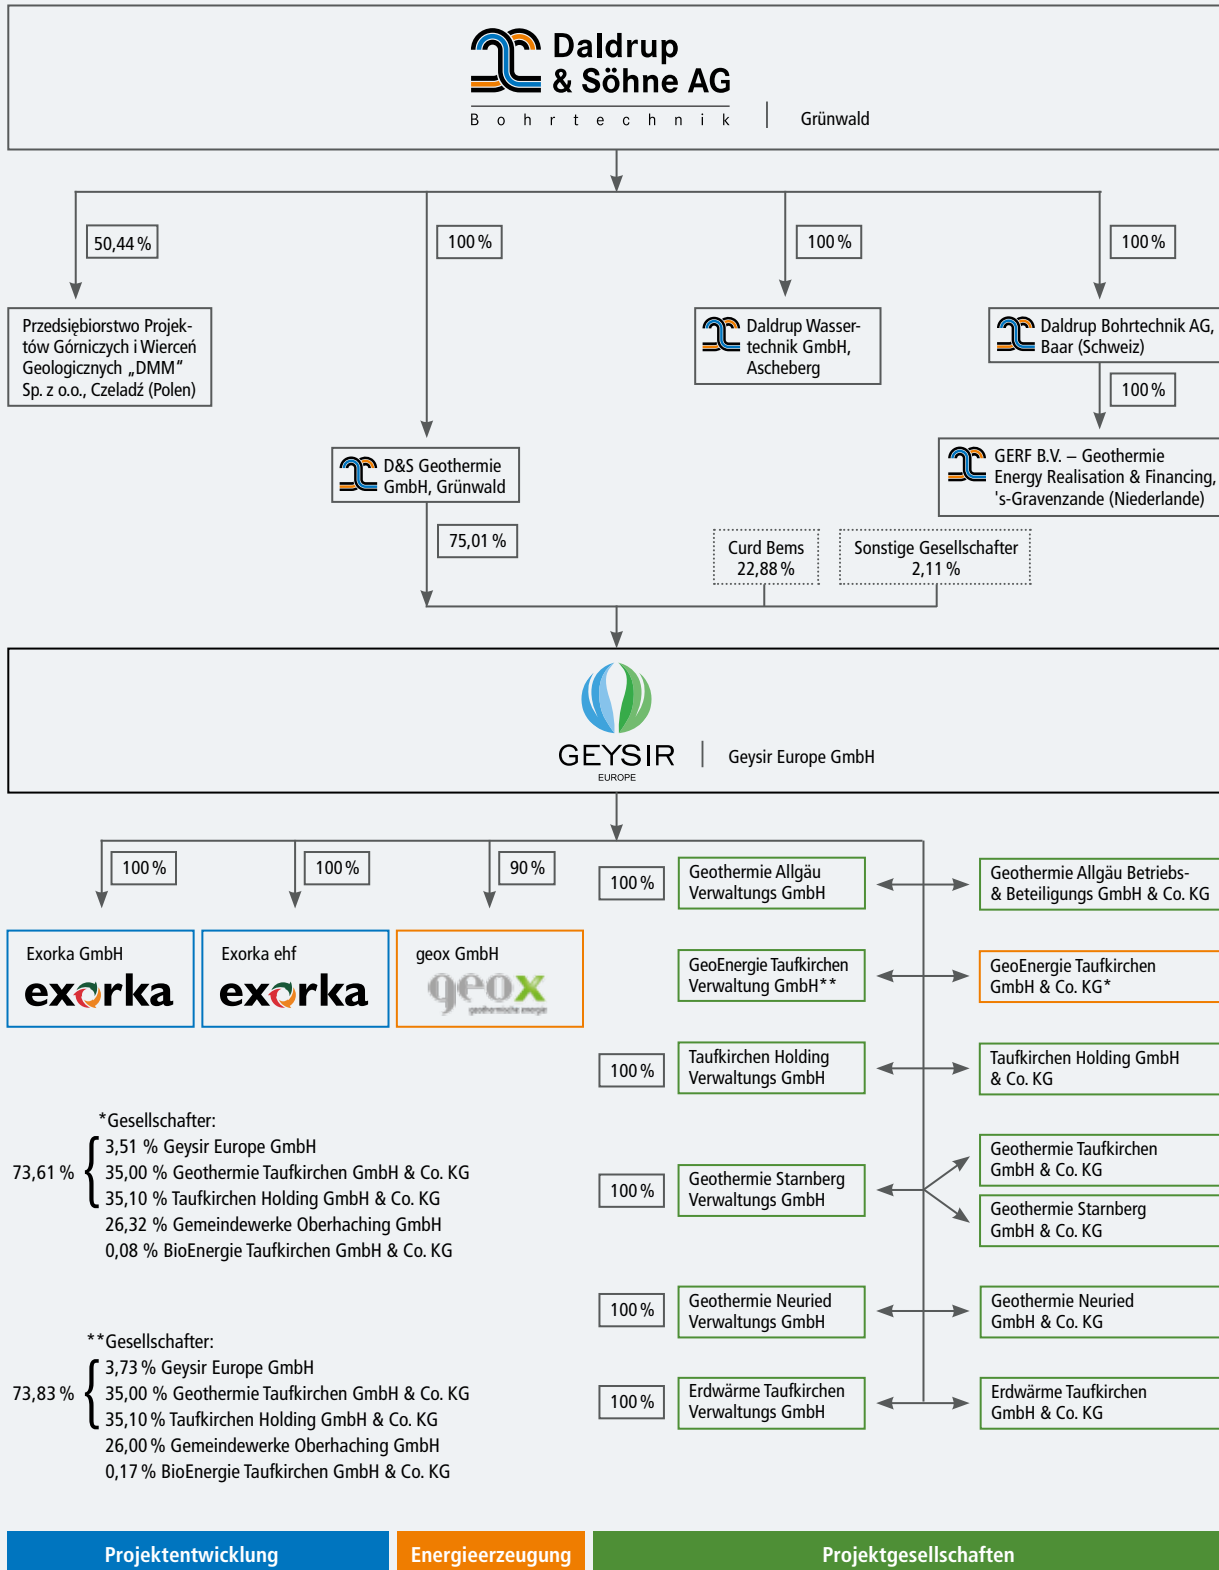 Daldrup
& Söhne AG
Bohrtechnik
Grünwald
50,44 %
100 %
100 %
100 %
Przedsiębiorstwo Projek-
tów Górniczych i Wierceń
Geologicznych „DMM“
Sp. z o.o., Czeladź (Polen)
Daldrup Wasser-
technik GmbH,
Ascheberg
Daldrup Bohrtechnik AG,
Baar (Schweiz)
100 %
D&S Geothermie
GmbH, Grünwald
GERF B.V. – Geothermie
Energy Realisation & Financing,
's-Gravenzande (Niederlande)
75,01 %
Curd Bems
22,88 %
Sonstige Gesellschafter
2,11 %
GEYSIR
EUROPE
Geysir Europe GmbH
100 %
100 %
90 %
Exorka GmbH
exorka
Exorka ehf
exorka
geox GmbH
geox
geothermische energie
100 %
Geothermie Allgäu
Verwaltungs GmbH
Geothermie Allgäu Betriebs-
& Beteiligungs GmbH & Co. KG
GeoEnergie Taufkirchen
Verwaltung GmbH**
GeoEnergie Taufkirchen
GmbH & Co. KG*
100 %
Taufkirchen Holding
Verwaltungs GmbH
Taufkirchen Holding GmbH
& Co. KG
100 %
Geothermie Starnberg
Verwaltungs GmbH
Geothermie Taufkirchen
GmbH & Co. KG
Geothermie Starnberg
GmbH & Co. KG
100 %
Geothermie Neuried
Verwaltungs GmbH
Geothermie Neuried
GmbH & Co. KG
100 %
Erdwärme Taufkirchen
Verwaltungs GmbH
Erdwärme Taufkirchen
GmbH & Co. KG
*Gesellschafter:
73,61 %
3,51 % Geysir Europe GmbH
35,00 % Geothermie Taufkirchen GmbH & Co. KG
35,10 % Taufkirchen Holding GmbH & Co. KG
26,32 % Gemeindewerke Oberhaching GmbH
0,08 % BioEnergie Taufkirchen GmbH & Co. KG
**Gesellschafter:
73,83 %
3,73 % Geysir Europe GmbH
35,00 % Geothermie Taufkirchen GmbH & Co. KG
35,10 % Taufkirchen Holding GmbH & Co. KG
26,00 % Gemeindewerke Oberhaching GmbH
0,17 % BioEnergie Taufkirchen GmbH & Co. KG
Projektentwicklung
Energieerzeugung
Projektgesellschaften